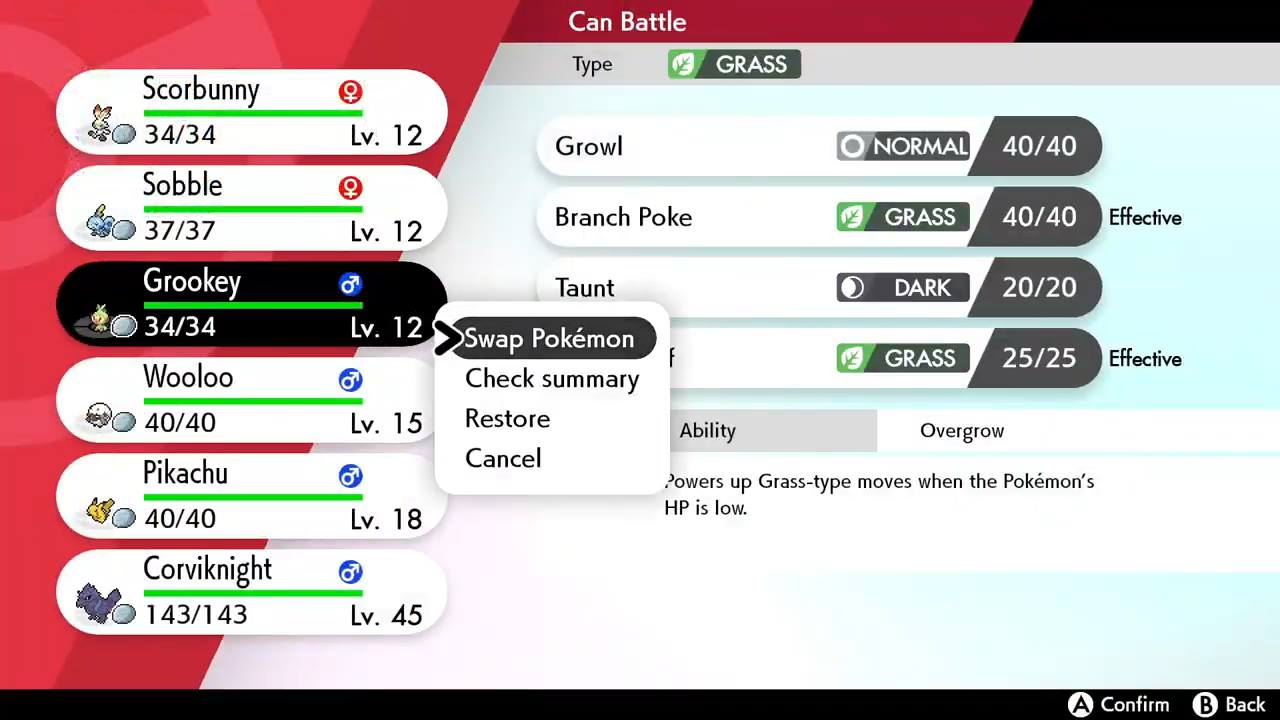 Can Battle
Type GRASS
Scorbunny ♀
34/34 Lv. 12
Sobble ♀
37/37 Lv. 12
Grookey ♂
34/34 Lv. 12
Wooloo ♂
40/40 Lv. 15
Pikachu ♂
40/40 Lv. 18
Corviknight ♂
143/143 Lv. 45
Growl NORMAL 40/40
Branch Poke GRASS 40/40 Effective
Taunt DARK 20/20
f GRASS 25/25 Effective
Swap Pokémon
Check summary
Restore
Cancel
Ability Overgrow
Powers up Grass-type moves when the Pokémon's
HP is low.
A Confirm B Back